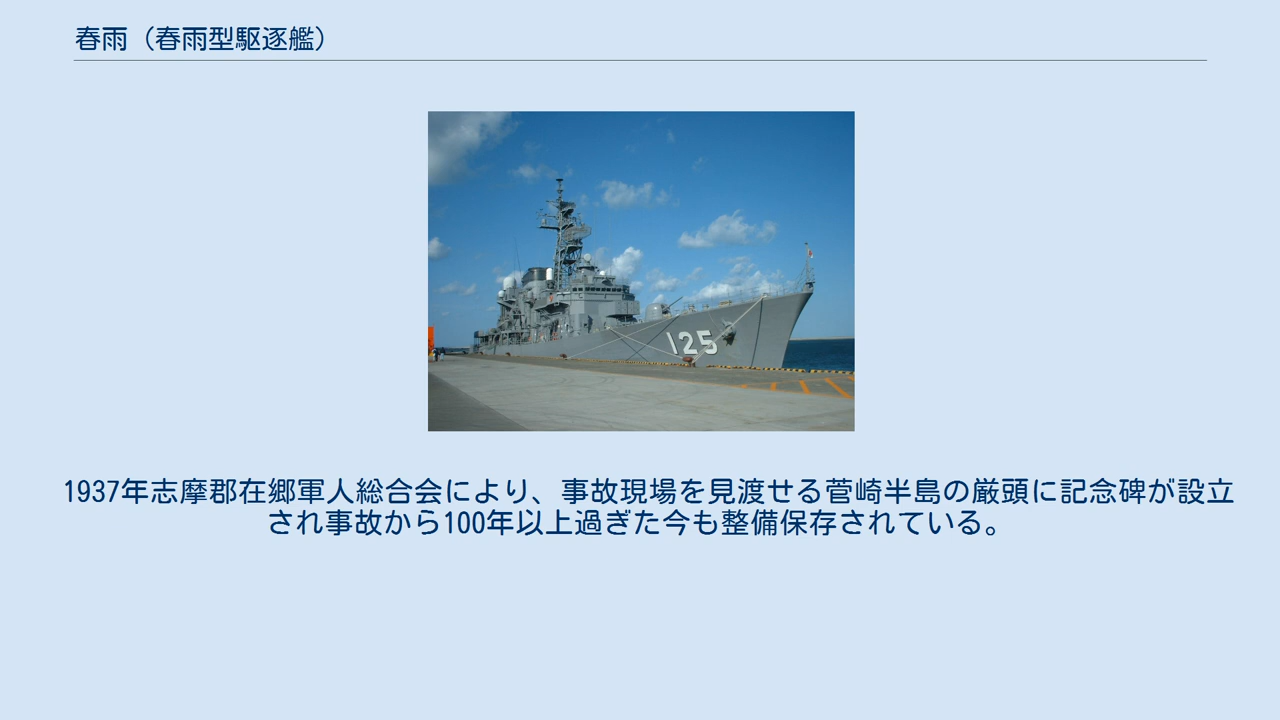 春雨（春雨型駆逐艦）
125
1937年志摩郡在郷軍人総合会により、事故現場を見渡せる菅崎半島の厳頭に記念碑が設立
され事故から100年以上過ぎた今も整備保存されている。